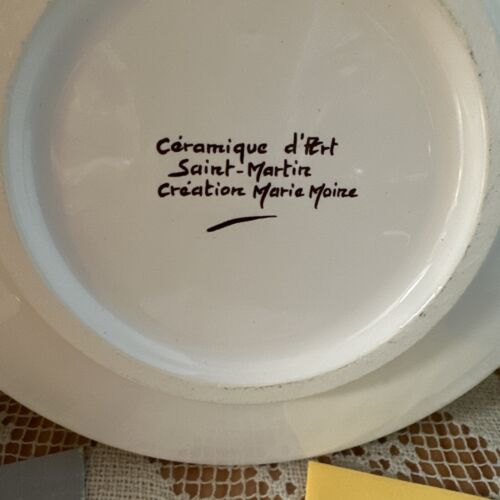 Céramique d'Art
Saint-Martin
Création Marie Moine